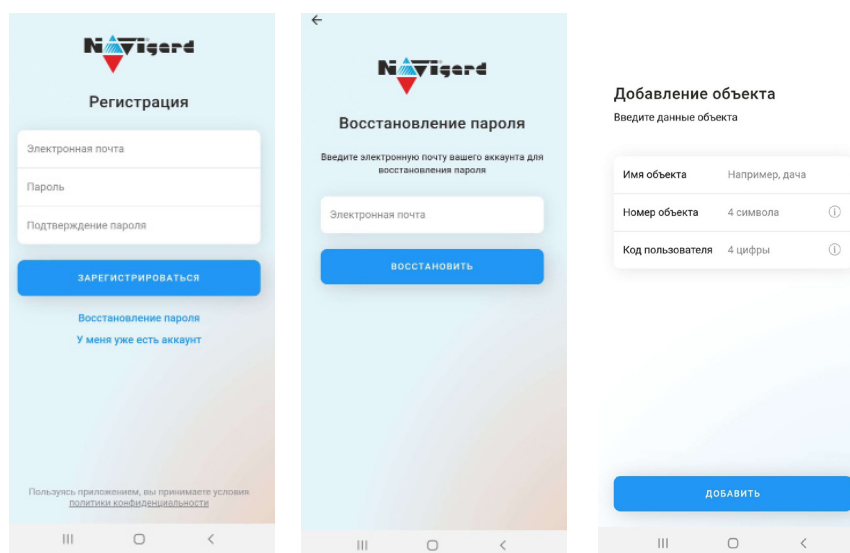 Navigard
Регистрация
Электронная почта
Пароль
Подтверждение пароля
ЗАРЕГИСТРИРОВАТЬСЯ
Восстановление пароля
У меня уже есть аккаунт
Пользуясь приложением, вы принимаете условия
политики конфиденциальности
Navigard
Восстановление пароля
Введите электронную почту вашего аккаунта для
восстановления пароля
Электронная почта
ВОССТАНОВИТЬ
Добавление объекта
Введите данные объекта
Имя объекта Например, дача
Номер объекта 4 символа
Код пользователя 4 цифры
ДОБАВИТЬ